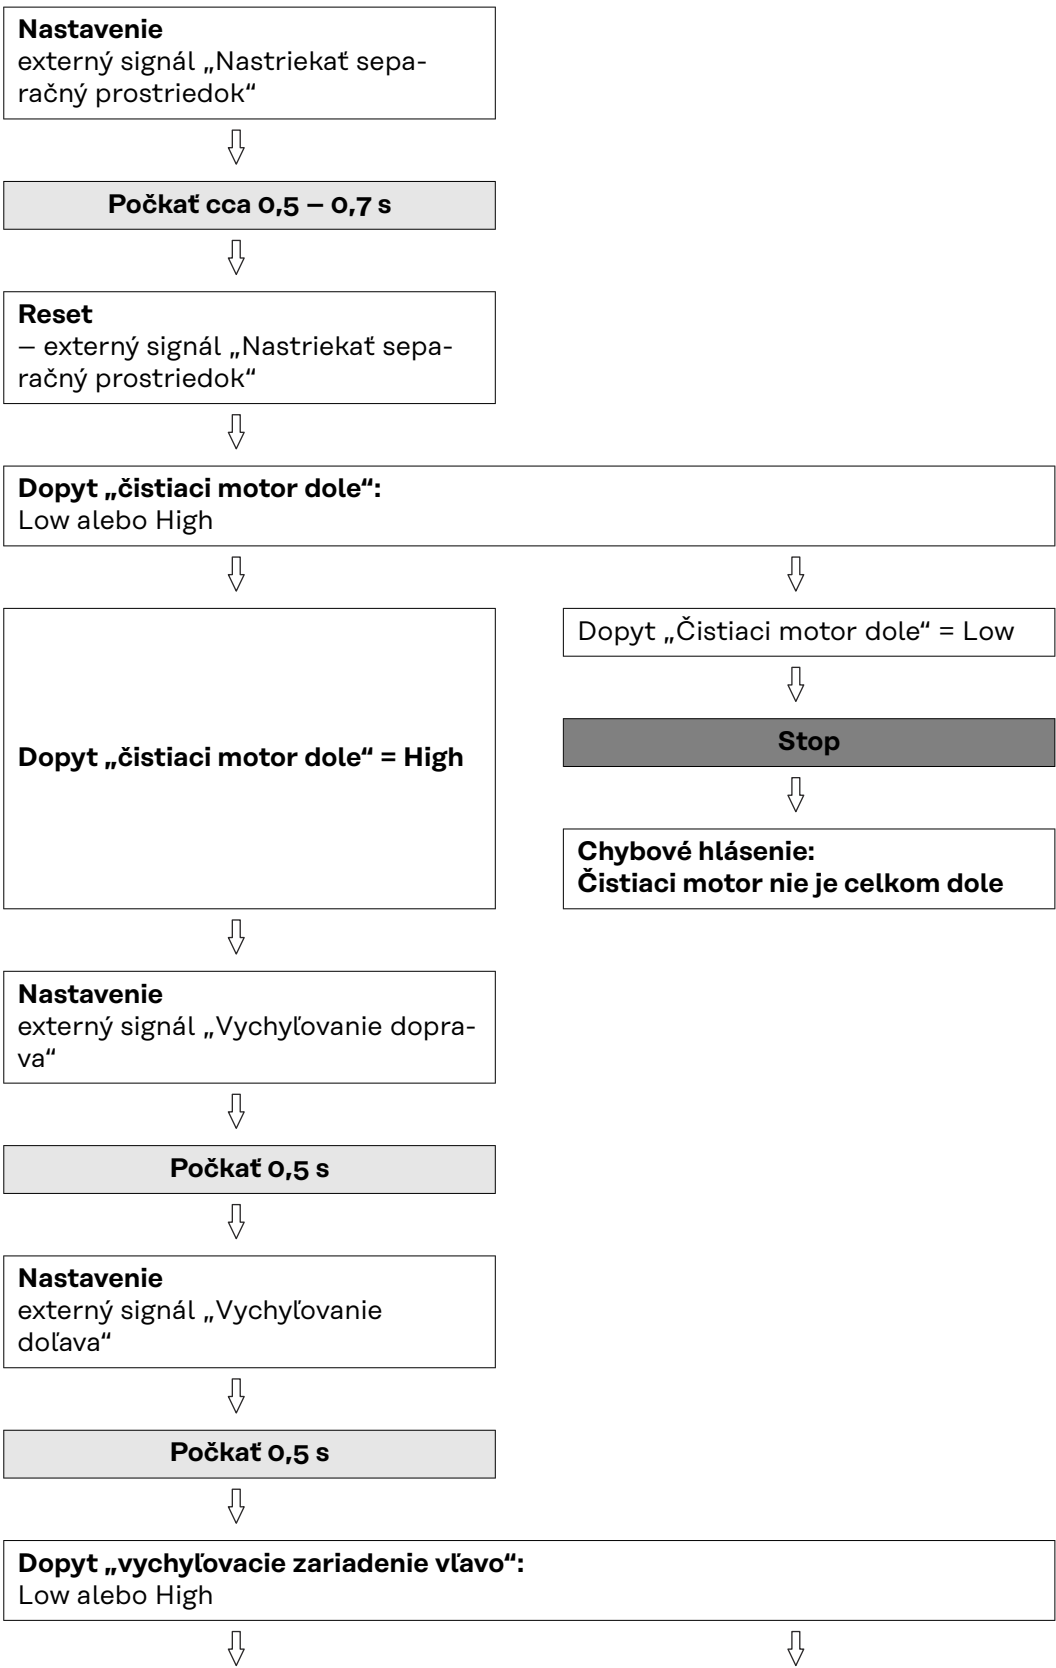 Nastavenie
externý signál „Nastriekať sepa-
račný prostriedok“
Počkať cca 0,5 – 0,7 s
Reset
– externý signál „Nastriekať sepa-
račný prostriedok“
Dopyt „čistiaci motor dole“:
Low alebo High
Dopyt „čistiaci motor dole“ = High
Dopyt „Čistiaci motor dole“ = Low
Stop
Chybové hlásenie:
Čistiaci motor nie je celkom dole
Nastavenie
externý signál „Vychyľovanie dopra-
va“
Počkať 0,5 s
Nastavenie
externý signál „Vychyľovanie
doľava“
Počkať 0,5 s
Dopyt „vychyľovacie zariadenie vľavo“:
Low alebo High